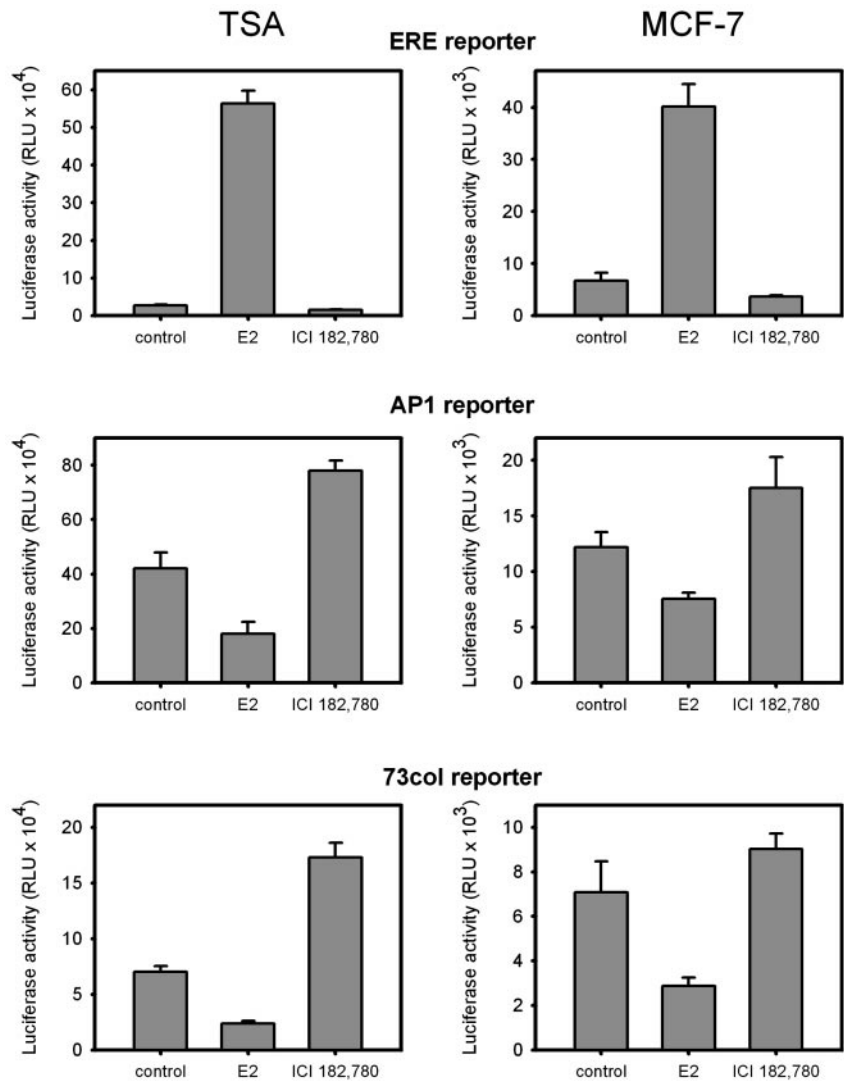 TSA
MCF-7
ERE reporter
Luciferase activity (RLU x 10⁴)
60
50
40
30
20
10
0
control
E2
ICI 182,780
Luciferase activity (RLU x 10³)
40
30
20
10
0
control
E2
ICI 182,780
AP1 reporter
Luciferase activity (RLU x 10⁴)
80
60
40
20
0
control
E2
ICI 182,780
Luciferase activity (RLU x 10³)
20
15
10
5
0
control
E2
ICI 182,780
73col reporter
Luciferase activity (RLU x 10⁴)
20
15
10
5
0
control
E2
ICI 182,780
Luciferase activity (RLU x 10³)
10
8
6
4
2
0
control
E2
ICI 182,780